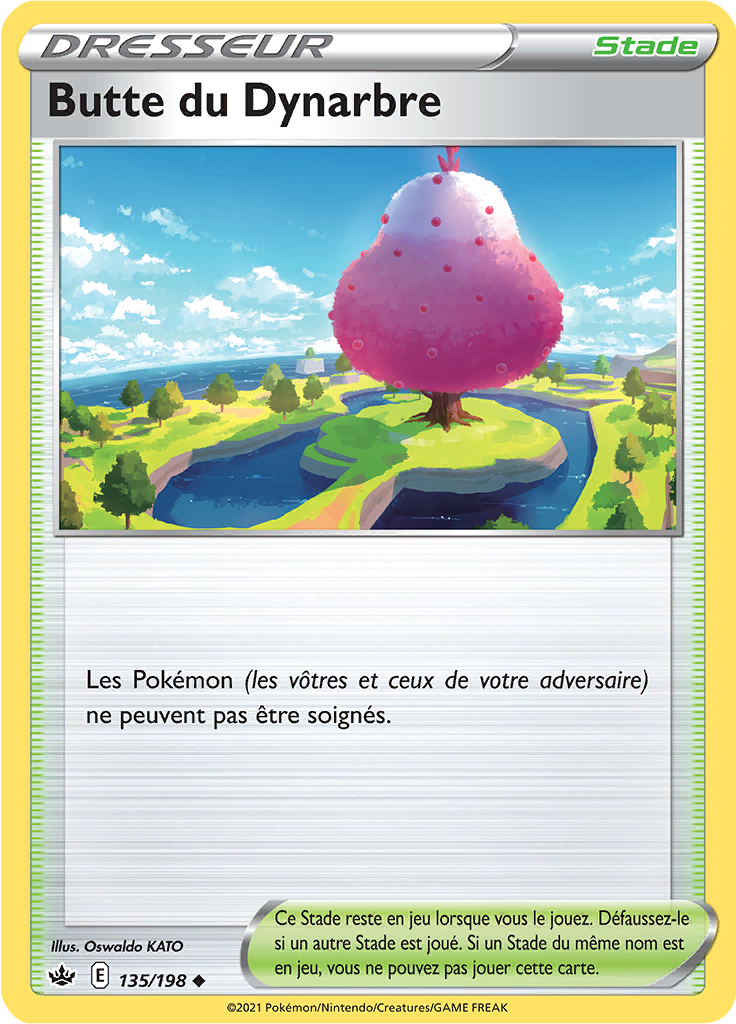 DRESSEUR
Stade
Butte du Dynarbre
Les Pokémon (les vôtres et ceux de votre adversaire)
ne peuvent pas être soignés.
Ce Stade reste en jeu lorsque vous le jouez. Défaussez-le
si un autre Stade est joué. Si un Stade du même nom est
en jeu, vous ne pouvez pas jouer cette carte.
Illus. Oswaldo KATO
E 135/198
©2021 Pokémon/Nintendo/Creatures/GAME FREAK